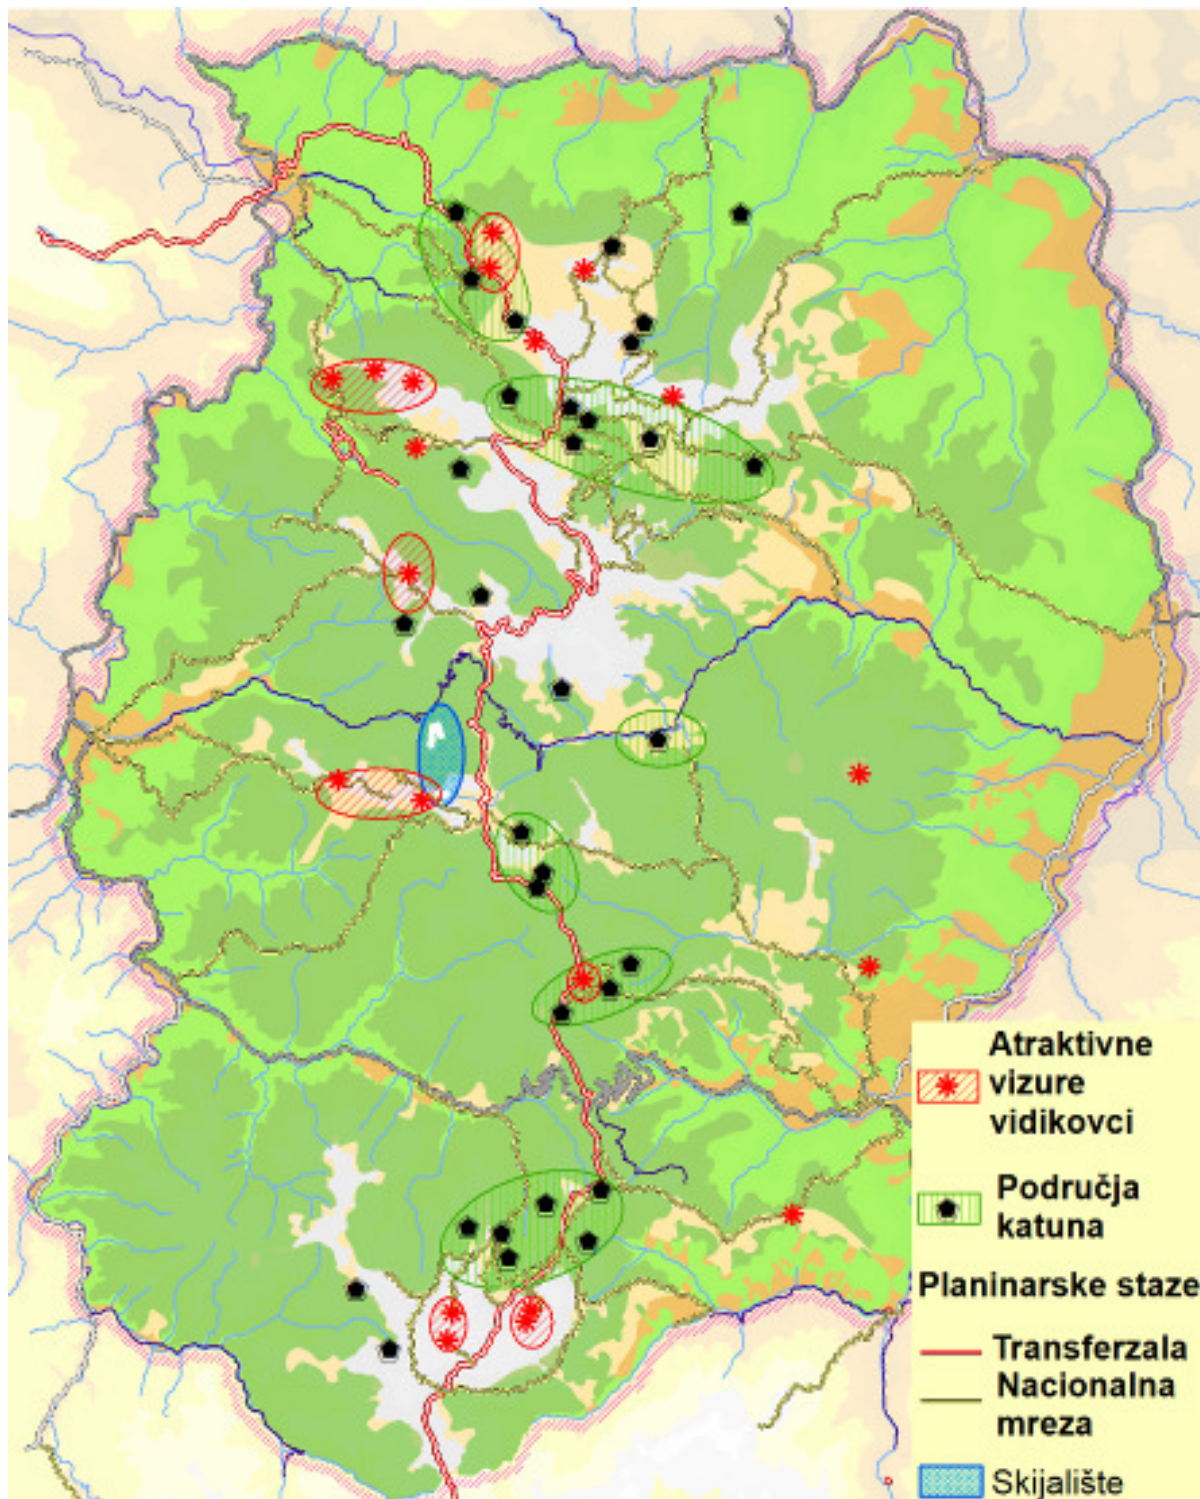 Atraktivne
vizure
vidikovci
Područja
katuna
Planinarske staze
Transferzala
Nacionalna
mreza
Skijalište